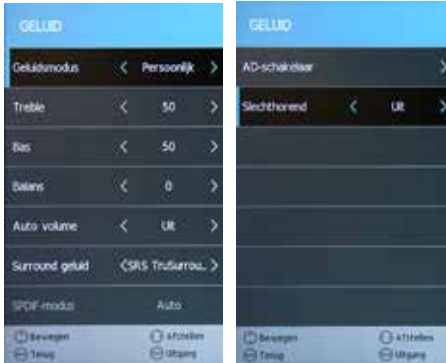 GELUID
Geluidsmodus < Persoonlijk >
Treble < 50 >
Bas < 50 >
Balans < 0 >
Auto volume < Uit >
Surround geluid <SRS TruSurrou.. >
SPDIF-modus Auto
Bewegen Afstellen
Terug Uitgang
GELUID
AD-schakelaar >
Slechthorend < Uit >
Bewegen Afstellen
Terug Uitgang